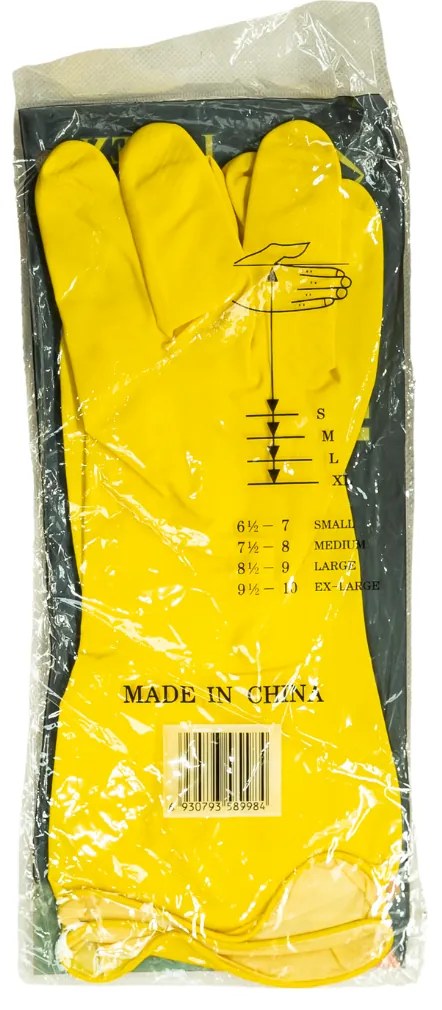 S
M
L
XL
6½ – 7 SMALL
7½ – 8 MEDIUM
8½ – 9 LARGE
9½ – 10 EX-LARGE
MADE IN CHINA
6 930793 589984